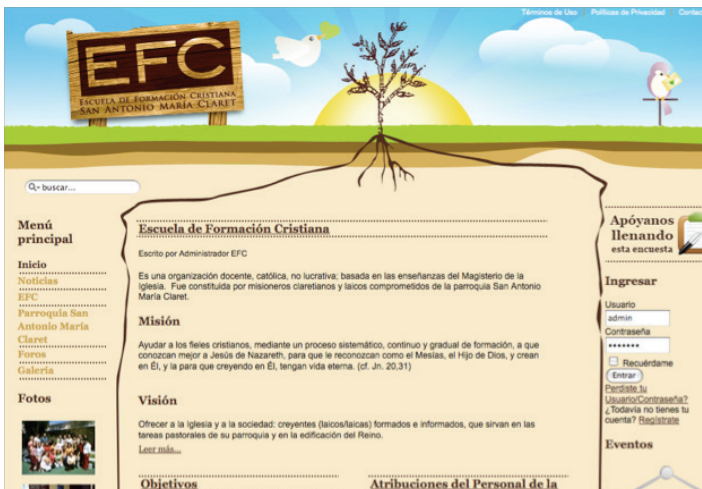 Términos de Uso
Políticas de Privacidad
EFC
ESCUELA DE FORMACIÓN CRISTIANA
SAN ANTONIO MARÍA CLARET
buscar...
Menú
principal
Inicio
Noticias
EFC
Parroquia San
Antonio María
Claret
Foros
Galería
Fotos
Escuela de Formación Cristiana
Escrito por Administrador EFC
Es una organización docente, católica, no lucrativa; basada en las enseñanzas del Magisterio de la
Iglesia. Fue constituida por misioneros claretianos y laicos comprometidos de la parroquia San Antonio
María Claret.
Misión
Ayudar a los fieles cristianos, mediante un proceso sistemático, continuo y gradual de formación, a que
conozcan mejor a Jesús de Nazareth, para que le reconozcan como el Mesías, el Hijo de Dios, y crean
en Él, y la para que creyendo en Él, tengan vida eterna. (cf. Jn. 20,31)
Visión
Ofrecer a la Iglesia y a la sociedad: creyentes (laicos/laicas) formados e informados, que sirvan en las
tareas pastorales de su parroquia y en la edificación del Reino.
Leer más...
Objetivos
Atribuciones del Personal de la
Apóyanos
llenando
esta encuesta
Ingresar
Usuario
admin
Contraseña
•••••••
Recuérdame
Entrar
Perdiste tu
Usuario/Contraseña?
¿Todavía no tienes tu
cuenta? Regístrate
Eventos